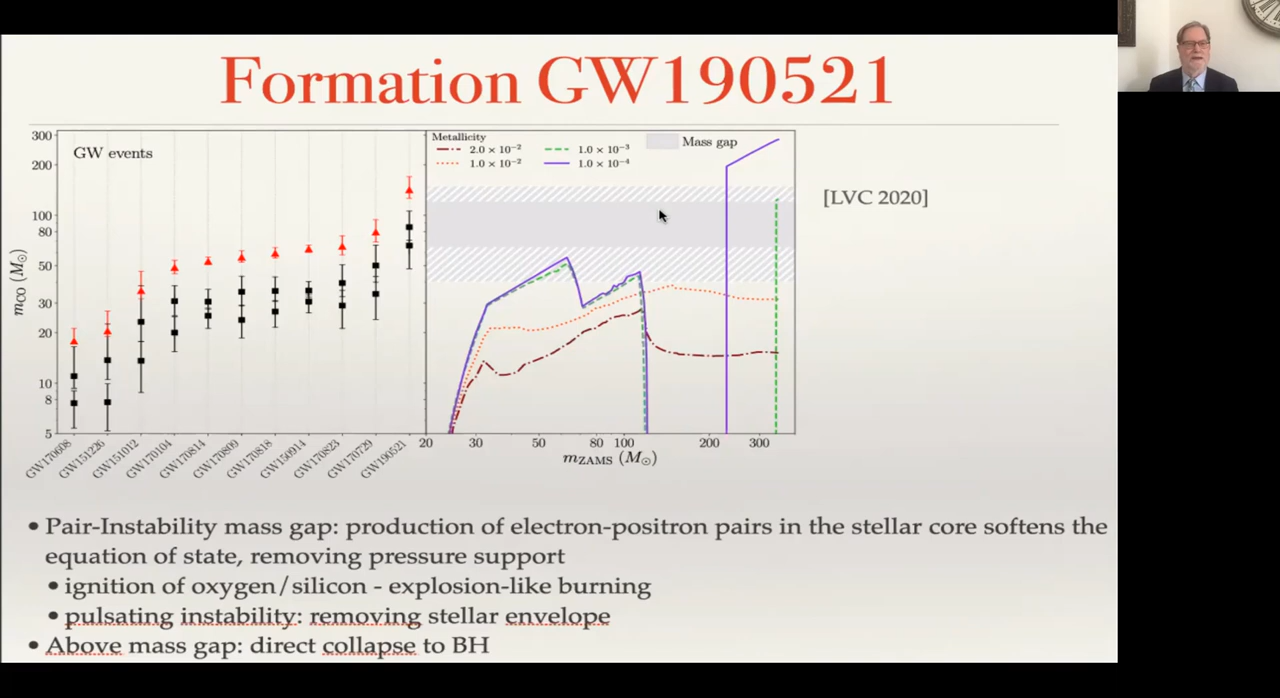 Formation GW190521
GW events
Metallicity
2.0 × 10⁻²
1.0 × 10⁻²
1.0 × 10⁻³
1.0 × 10⁻⁴
Mass gap
[LVC 2020]
m_CO (M_⊙)
300
200
100
80
50
30
20
10
8
5
GW170608
GW151226
GW151012
GW170104
GW170814
GW170809
GW170818
GW150914
GW170823
GW170729
GW190521
20 30 50 80 100 200 300
m_ZAMS (M_⊙)
• Pair-Instability mass gap: production of electron-positron pairs in the stellar core softens the
equation of state, removing pressure support
• ignition of oxygen/silicon - explosion-like burning
• pulsating instability: removing stellar envelope
• Above mass gap: direct collapse to BH